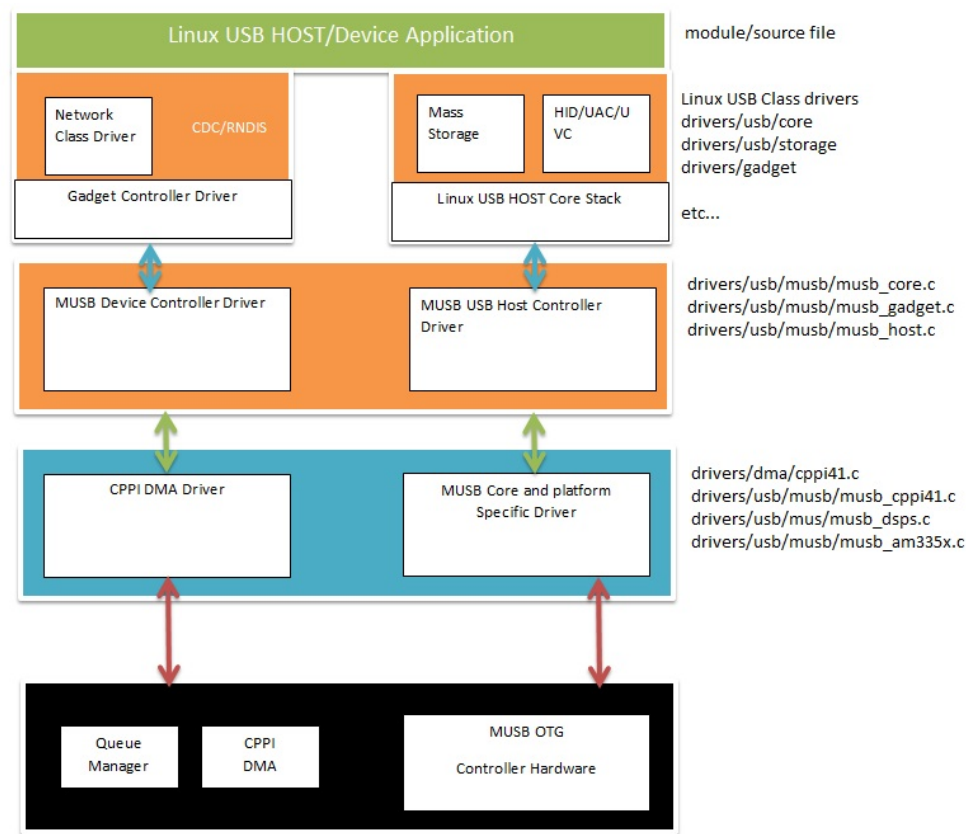 Linux USB HOST/Device Application
module/source file
Network
Class Driver
CDC/RNDIS
Mass
Storage
HID/UAC/U
VC
Linux USB Class drivers
drivers/usb/core
drivers/usb/storage
drivers/gadget
Gadget Controller Driver
Linux USB HOST Core Stack
etc...
MUSB Device Controller Driver
MUSB USB Host Controller
Driver
drivers/usb/musb/musb_core.c
drivers/usb/musb/musb_gadget.c
drivers/usb/musb/musb_host.c
CPPI DMA Driver
MUSB Core and platform
Specific Driver
drivers/dma/cppi41.c
drivers/usb/musb/musb_cppi41.c
drivers/usb/mus/musb_dsps.c
drivers/usb/musb/musb_am335x.c
Queue
Manager
CPPI
DMA
MUSB OTG
Controller Hardware